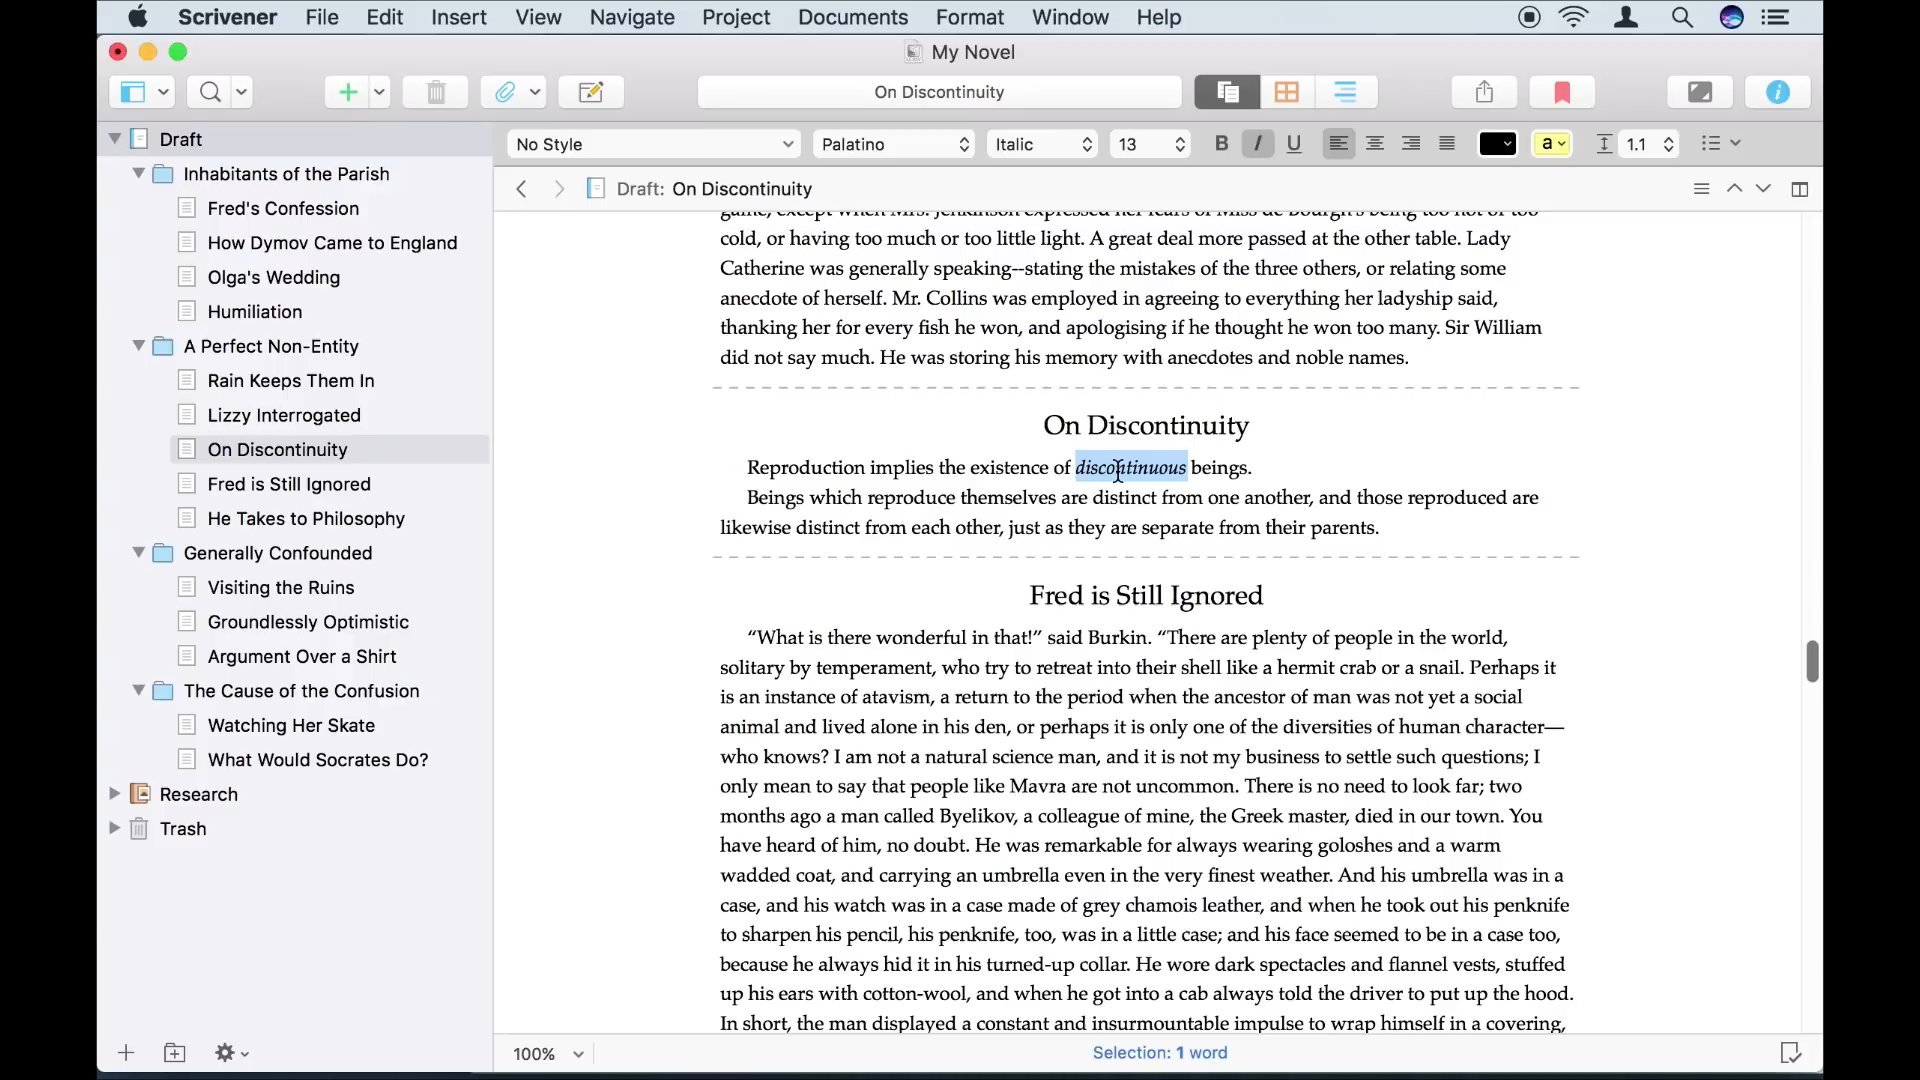 Scrivener File Edit Insert View Navigate Project Documents Format Window Help
My Novel
On Discontinuity
No Style Palatino Italic 13 B I U a 1.1
Draft: On Discontinuity
Draft
Inhabitants of the Parish
Fred's Confession
How Dymov Came to England
Olga's Wedding
Humiliation
A Perfect Non-Entity
Rain Keeps Them In
Lizzy Interrogated
On Discontinuity
Fred is Still Ignored
He Takes to Philosophy
Generally Confounded
Visiting the Ruins
Groundlessly Optimistic
Argument Over a Shirt
The Cause of the Confusion
Watching Her Skate
What Would Socrates Do?
Research
Trash
game, except when Mrs. Jenkinson expressed her fears of Miss de Bourgh's being too hot or too
cold, or having too much or too little light. A great deal more passed at the other table. Lady
Catherine was generally speaking--stating the mistakes of the three others, or relating some
anecdote of herself. Mr. Collins was employed in agreeing to everything her ladyship said,
thanking her for every fish he won, and apologising if he thought he won too many. Sir William
did not say much. He was storing his memory with anecdotes and noble names.
On Discontinuity
Reproduction implies the existence of discontinuous beings.
Beings which reproduce themselves are distinct from one another, and those reproduced are
likewise distinct from each other, just as they are separate from their parents.
Fred is Still Ignored
“What is there wonderful in that!” said Burkin. “There are plenty of people in the world,
solitary by temperament, who try to retreat into their shell like a hermit crab or a snail. Perhaps it
is an instance of atavism, a return to the period when the ancestor of man was not yet a social
animal and lived alone in his den, or perhaps it is only one of the diversities of human character—
who knows? I am not a natural science man, and it is not my business to settle such questions; I
only mean to say that people like Mavra are not uncommon. There is no need to look far; two
months ago a man called Byelikov, a colleague of mine, the Greek master, died in our town. You
have heard of him, no doubt. He was remarkable for always wearing goloshes and a warm
wadded coat, and carrying an umbrella even in the very finest weather. And his umbrella was in a
case, and his watch was in a case made of grey chamois leather, and when he took out his penknife
to sharpen his pencil, his penknife, too, was in a little case; and his face seemed to be in a case too,
because he always hid it in his turned-up collar. He wore dark spectacles and flannel vests, stuffed
up his ears with cotton-wool, and when he got into a cab always told the driver to put up the hood.
In short, the man displayed a constant and insurmountable impulse to wrap himself in a covering,
100%
Selection: 1 word